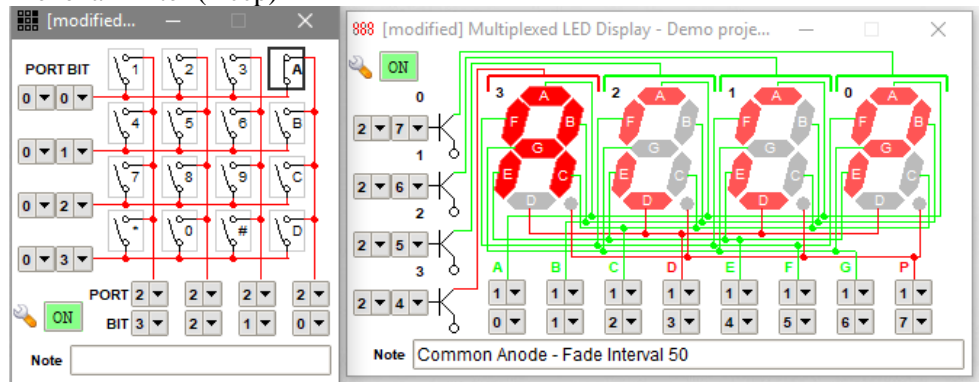 [modified...
PORT BIT
1 2 3 A
0 0
4 5 6 B
0 1
7 8 9 C
0 2
* 0 # D
0 3
PORT 2 2 2 2
ON
BIT 3 2 1 0
Note
888 [modified] Multiplexed LED Display - Demo proje...
ON
0
2 7
1
2 6
2
2 5
3
2 4
3 2 1 0
A A A A
F B F B F B F B
G G G G
E C E C E C E C
D D D D
A B C D E F G P
1 1 1 1 1 1 1 1
0 1 2 3 4 5 6 7
Note Common Anode - Fade Interval 50